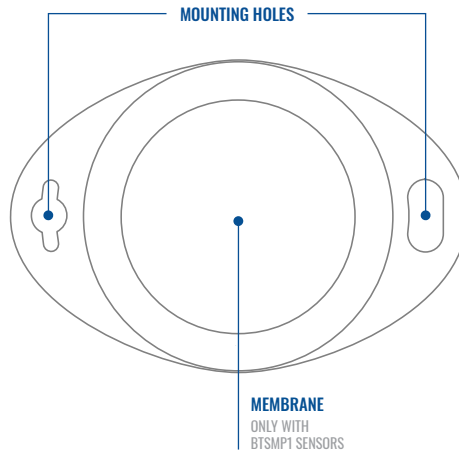 MOUNTING HOLES
MEMBRANE
ONLY WITH
BTSMP1 SENSORS